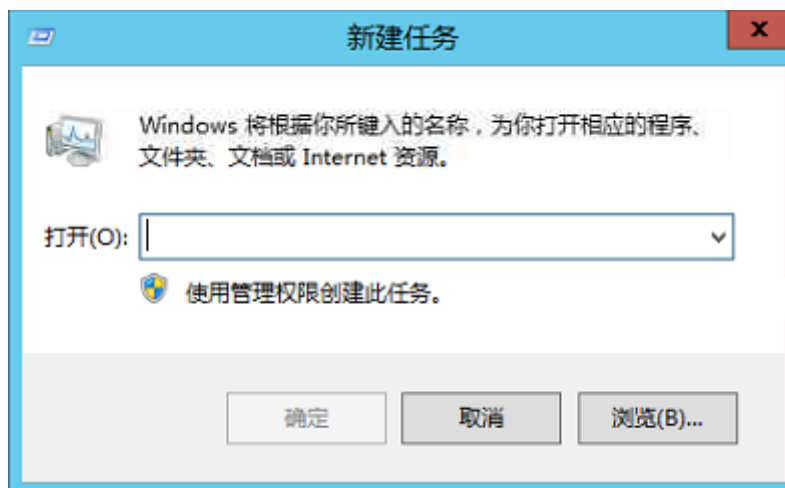 新建任务
x
Windows 将根据你所键入的名称，为你打开相应的程序、
文件夹、文档或 Internet 资源。
打开(O):
使用管理权限创建此任务。
确定 取消 浏览(B)...